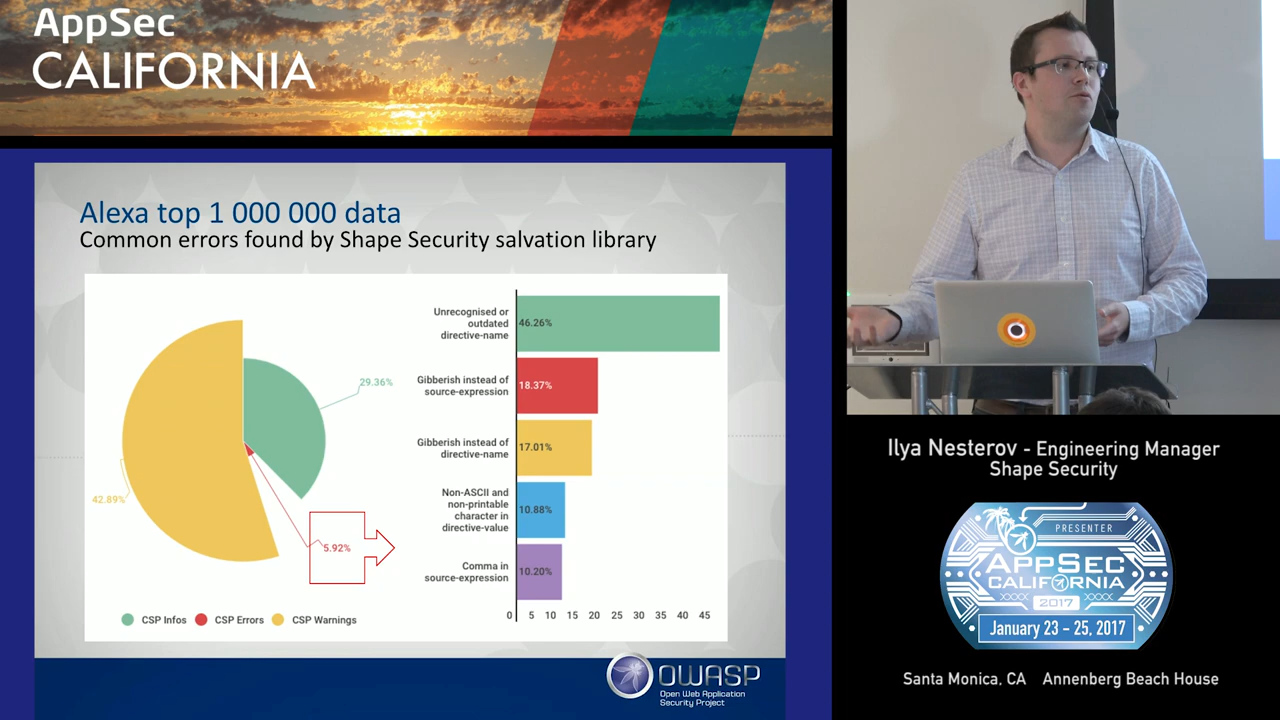 AppSec
CALIFORNIA
Alexa top 1 000 000 data
Common errors found by Shape Security salvation library
29.36%
42.89%
5.92%
CSP Infos
CSP Errors
CSP Warnings
Unrecognised or
outdated
directive-name
46.26%
Gibberish instead of
source-expression
18.37%
Gibberish instead of
directive-name
17.01%
Non-ASCII and
non-printable
character in
directive-value
10.88%
Comma in
source-expression
10.20%
0 5 10 15 20 25 30 35 40 45
OWASP
Open Web Application
Security Project
Ilya Nesterov - Engineering Manager
Shape Security
PRESENTER
APPSEC
CALIFORNIA
2017
January 23 - 25, 2017
Santa Monica, CA Annenberg Beach House